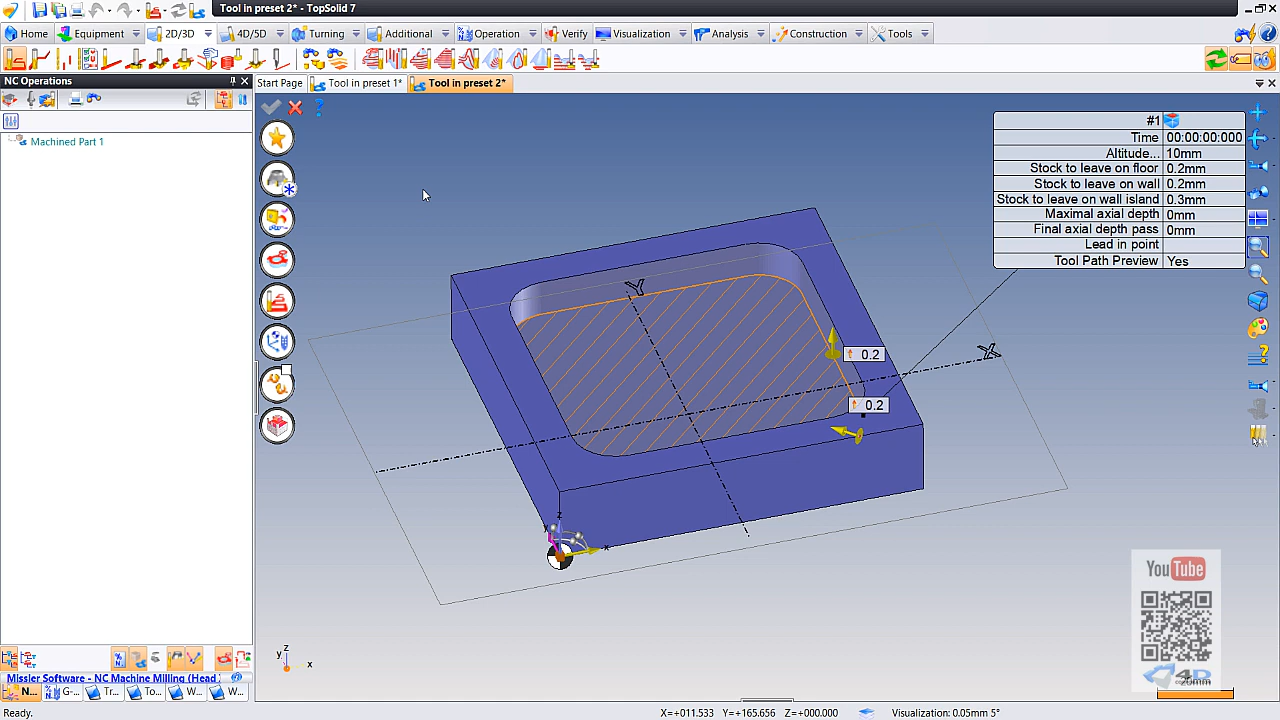 Tool in preset 2* - TopSolid 7
Home Equipment 2D/3D 4D/5D Turning Additional Operation Verify Visualization Analysis Construction Tools
NC Operations
Start Page Tool in preset 1* Tool in preset 2*
Machined Part 1
#1
Time 00:00:00:000
Altitude... 10mm
Stock to leave on floor 0.2mm
Stock to leave on wall 0.2mm
Stock to leave on wall island 0.3mm
Maximal axial depth 0mm
Final axial depth pass 0mm
Lead in point
Tool Path Preview Yes
Y
X
0.2
0.2
z
y
x
z
y
x
YouTube
4D
20mm
Missler Software - NC Machine Milling (Head
N... G-... Tr... To... W... W...
Ready.
X=+011.533 Y=+165.656 Z=+000.000
Visualization: 0.05mm 5°